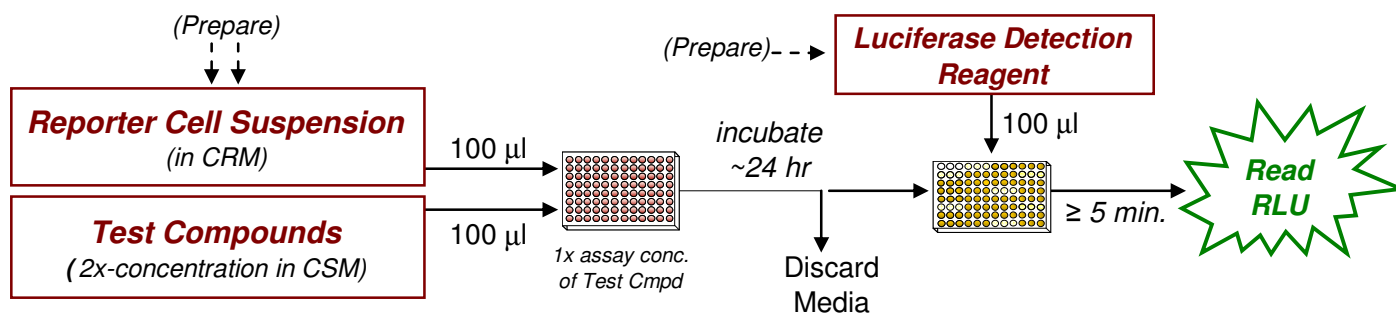 (Prepare)
Reporter Cell Suspension
(in CRM)
100 µl
Test Compounds
(2x-concentration in CSM)
100 µl
1x assay conc.
of Test Cmpd
incubate
~24 hr
Discard
Media
(Prepare)
Luciferase Detection
Reagent
100 µl
≥ 5 min.
Read
RLU